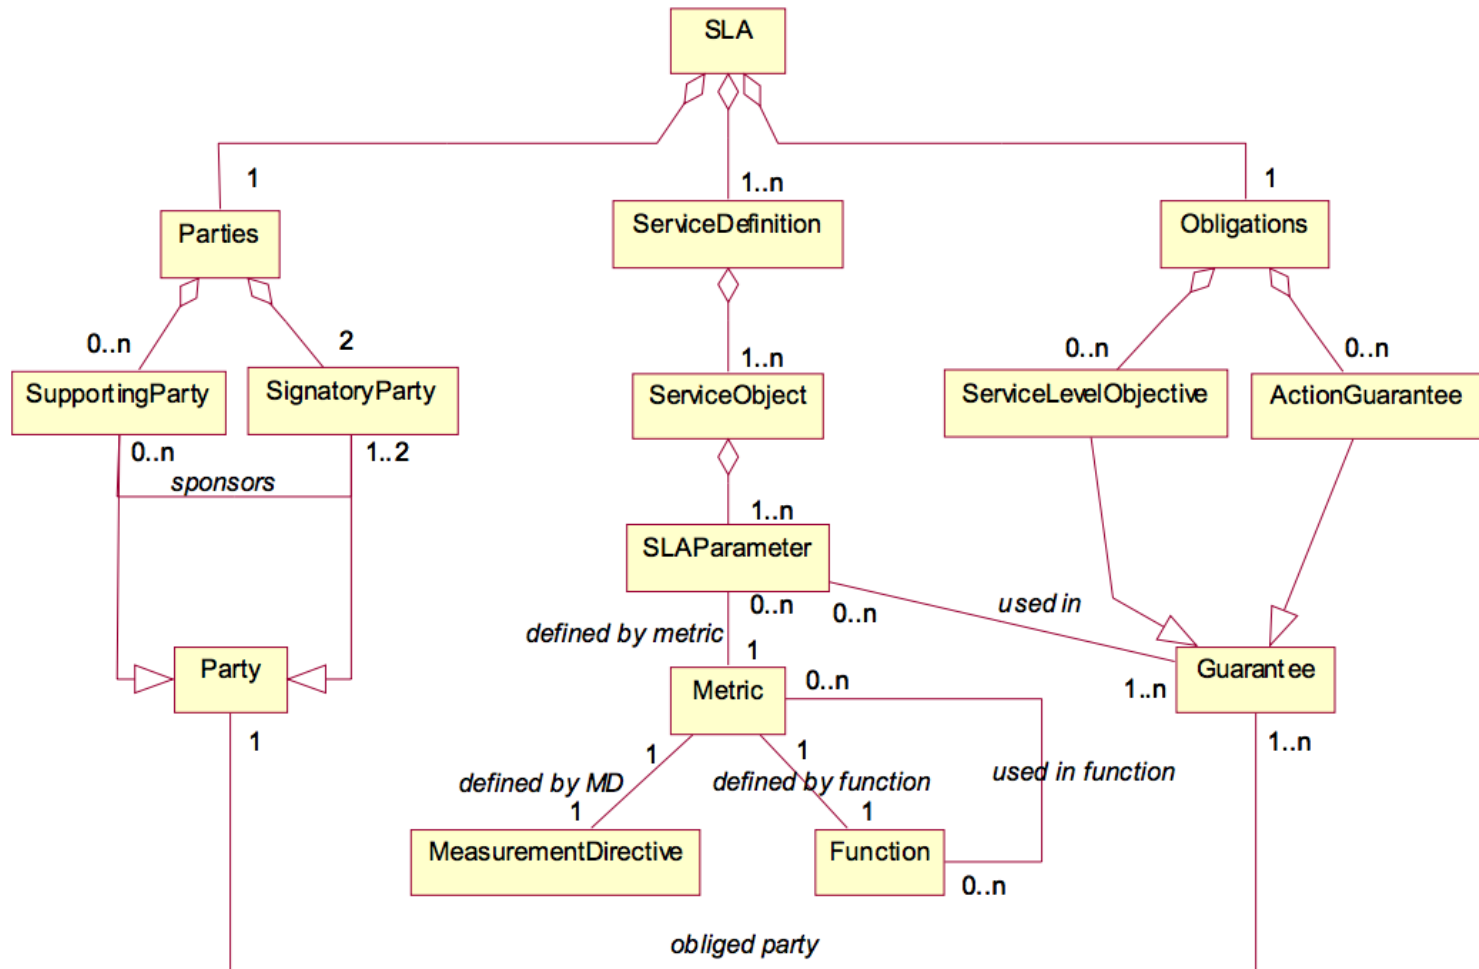 SLA
1
1..n
1
Parties
ServiceDefinition
Obligations
0..n
2
1..n
0..n
0..n
SupportingParty
SignatoryParty
ServiceObject
ServiceLevelObjective
ActionGuarantee
0..n
1..2
sponsors
1..n
SLAParameter
0..n
0..n
used in
defined by metric
1
Party
Metric
0..n
Guarantee
1..n
1
1..n
1
1
defined by MD
defined by function
used in function
1
1
MeasurementDirective
Function
0..n
obliged party